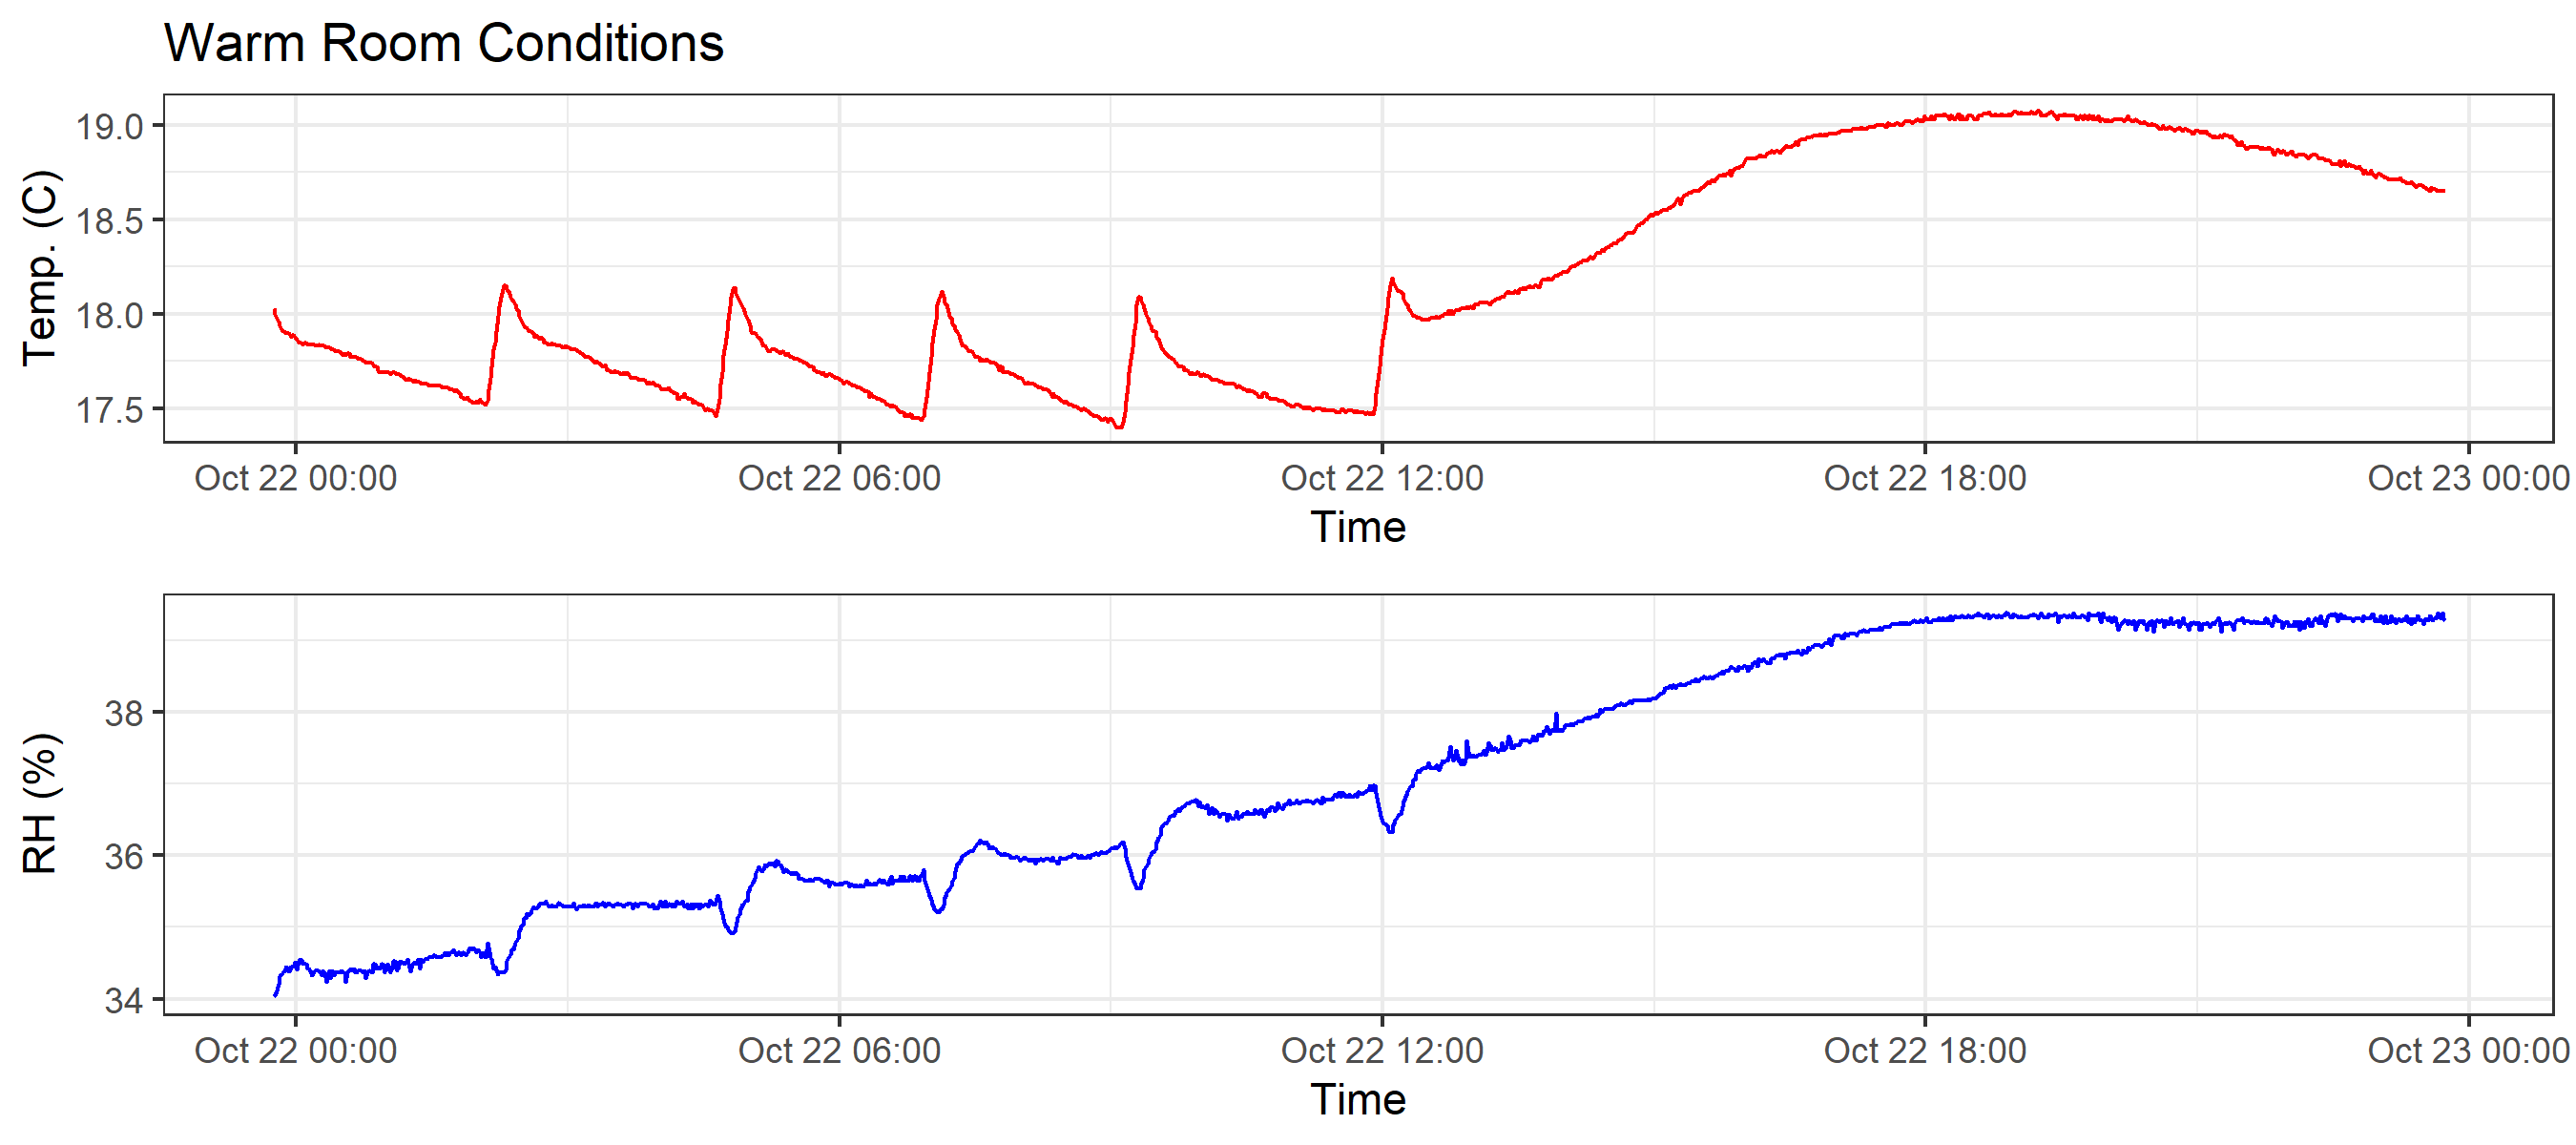 Warm Room Conditions
Temp. (C)
19.0
18.5
18.0
17.5
Oct 22 00:00 Oct 22 06:00 Oct 22 12:00 Oct 22 18:00 Oct 23 00:00
Time
RH (%)
38
36
34
Oct 22 00:00 Oct 22 06:00 Oct 22 12:00 Oct 22 18:00 Oct 23 00:00
Time